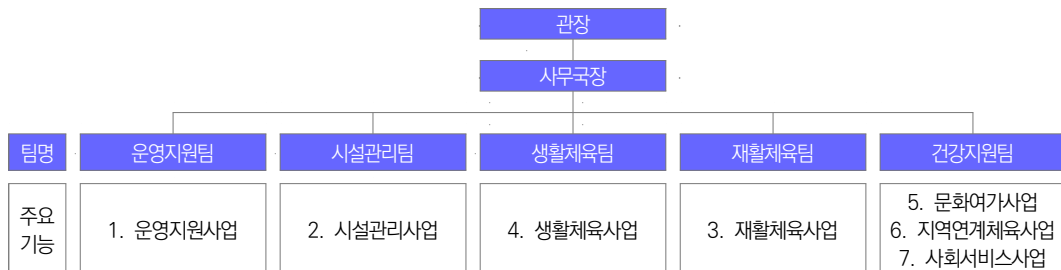 관장
사무국장
팀명 운영지원팀 시설관리팀 생활체육팀 재활체육팀 건강지원팀
주요
기능
1. 운영지원사업
2. 시설관리사업
4. 생활체육사업
3. 재활체육사업
5. 문화여가사업
6. 지역연계체육사업
7. 사회서비스사업